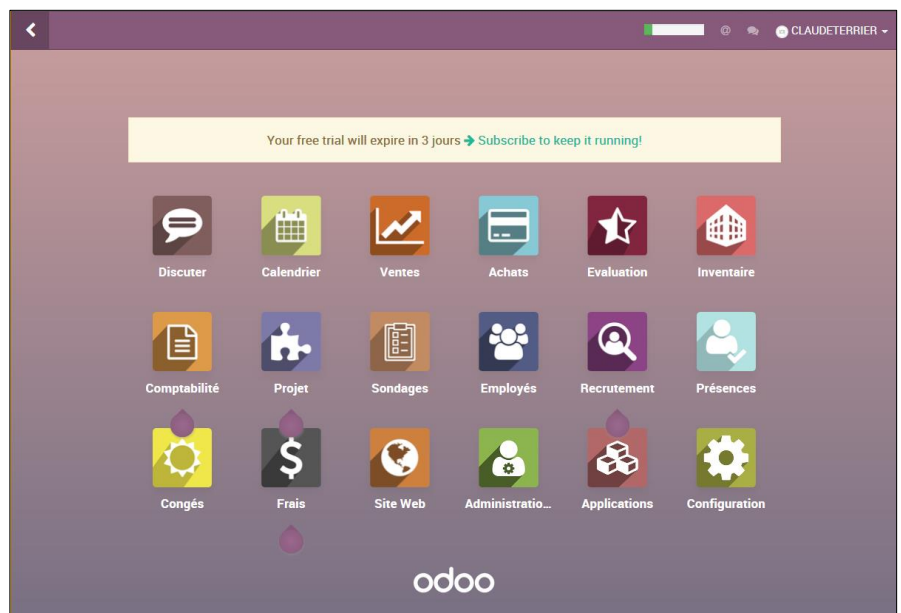 @ CLAUDETERRIER
Your free trial will expire in 3 jours Subscribe to keep it running!
Discuter Calendrier Ventes Achats Evaluation Inventaire
Comptabilité Projet Sondages Employés Recrutement Présences
Congés Frais Site Web Administratio... Applications Configuration
odoo